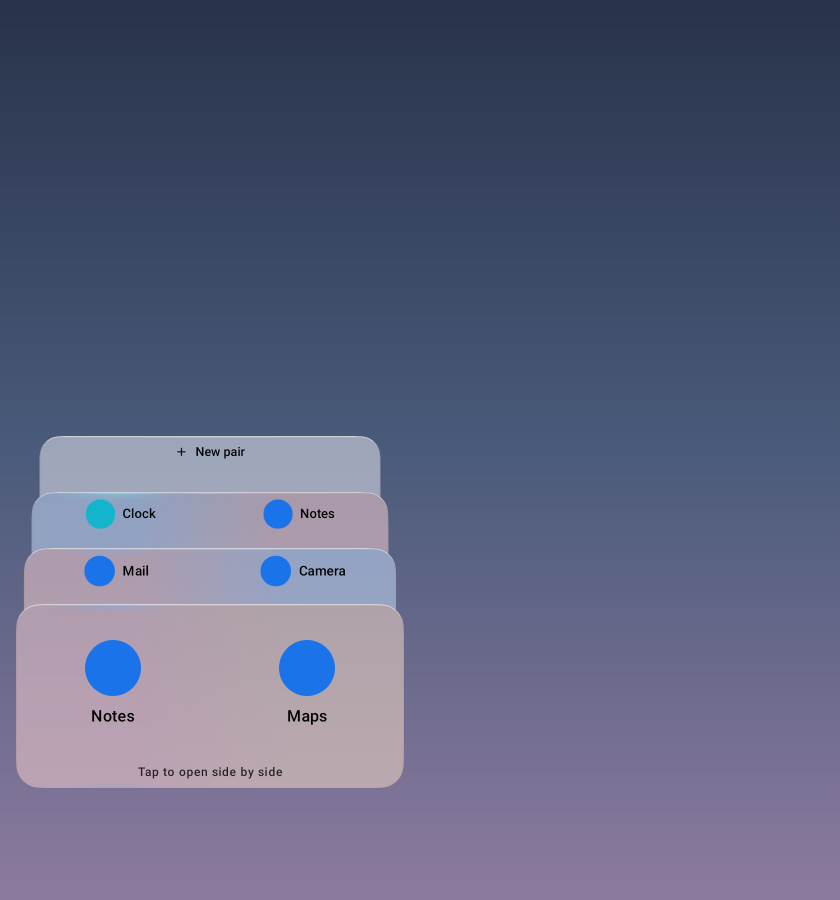 + New pair
Clock Notes
Mail Camera
Notes Maps
Tap to open side by side